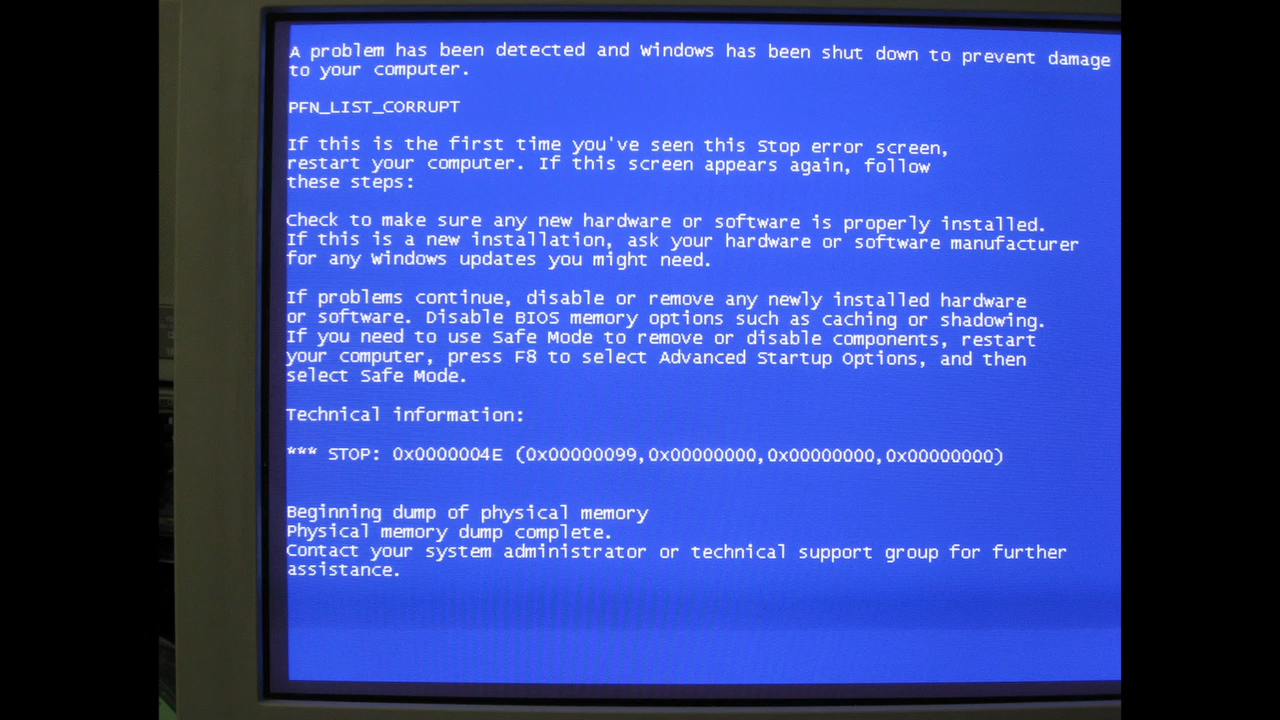 A problem has been detected and Windows has been shut down to prevent damage
to your computer.
PFN_LIST_CORRUPT
If this is the first time you've seen this Stop error screen,
restart your computer. If this screen appears again, follow
these steps:
Check to make sure any new hardware or software is properly installed.
If this is a new installation, ask your hardware or software manufacturer
for any Windows updates you might need.
If problems continue, disable or remove any newly installed hardware
or software. Disable BIOS memory options such as caching or shadowing.
If you need to use Safe Mode to remove or disable components, restart
your computer, press F8 to select Advanced Startup Options, and then
select Safe Mode.
Technical information:
*** STOP: 0x0000004E (0x00000099,0x00000000,0x00000000,0x00000000)
Beginning dump of physical memory
Physical memory dump complete.
Contact your system administrator or technical support group for further
assistance.